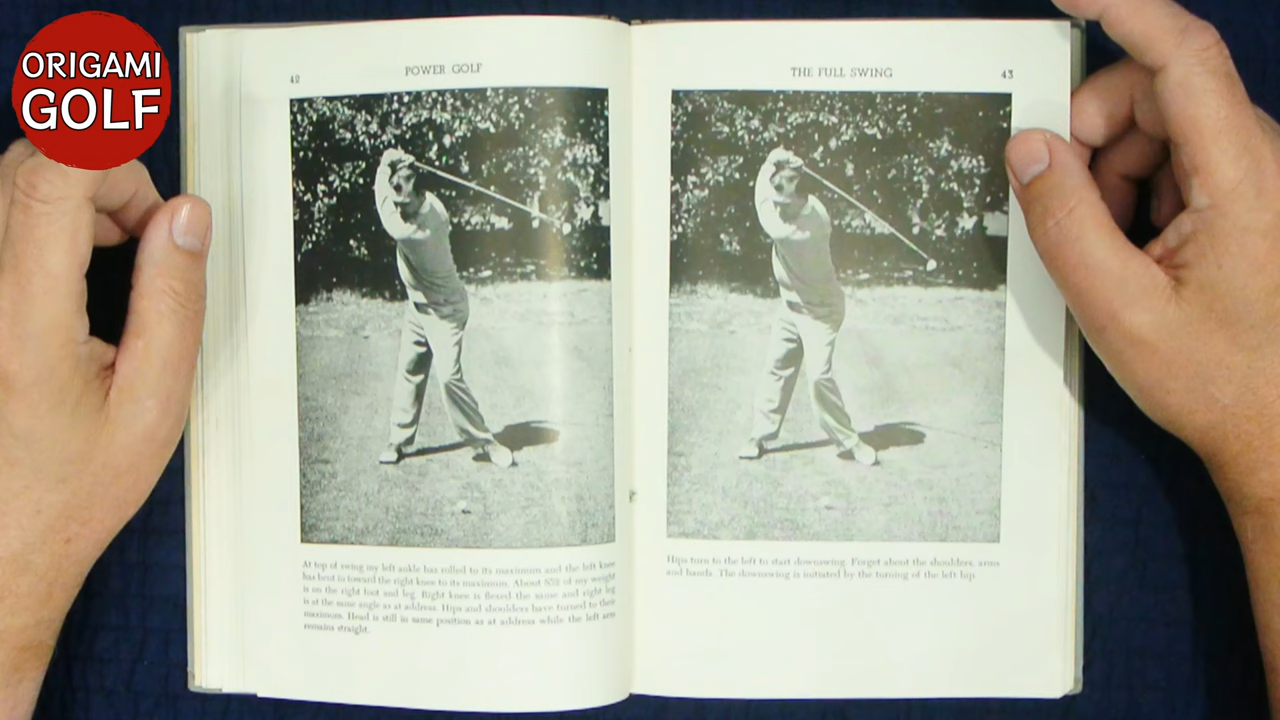 ORIGAMI
GOLF
42
POWER GOLF
At top of swing my left ankle has rolled to its maximum and the left knee
has bent in toward the right knee to its maximum. About 85% of my weight
is on the right foot and leg. Right knee is flexed the same and right leg
is at the same angle as at address. Hips and shoulders have turned to their
maximum. Head is still in same position as at address while the left arm
remains straight.
THE FULL SWING
43
Hips turn to the left to start downswing. Forget about the shoulders, arms
and hands. The downswing is initiated by the turning of the left hip.